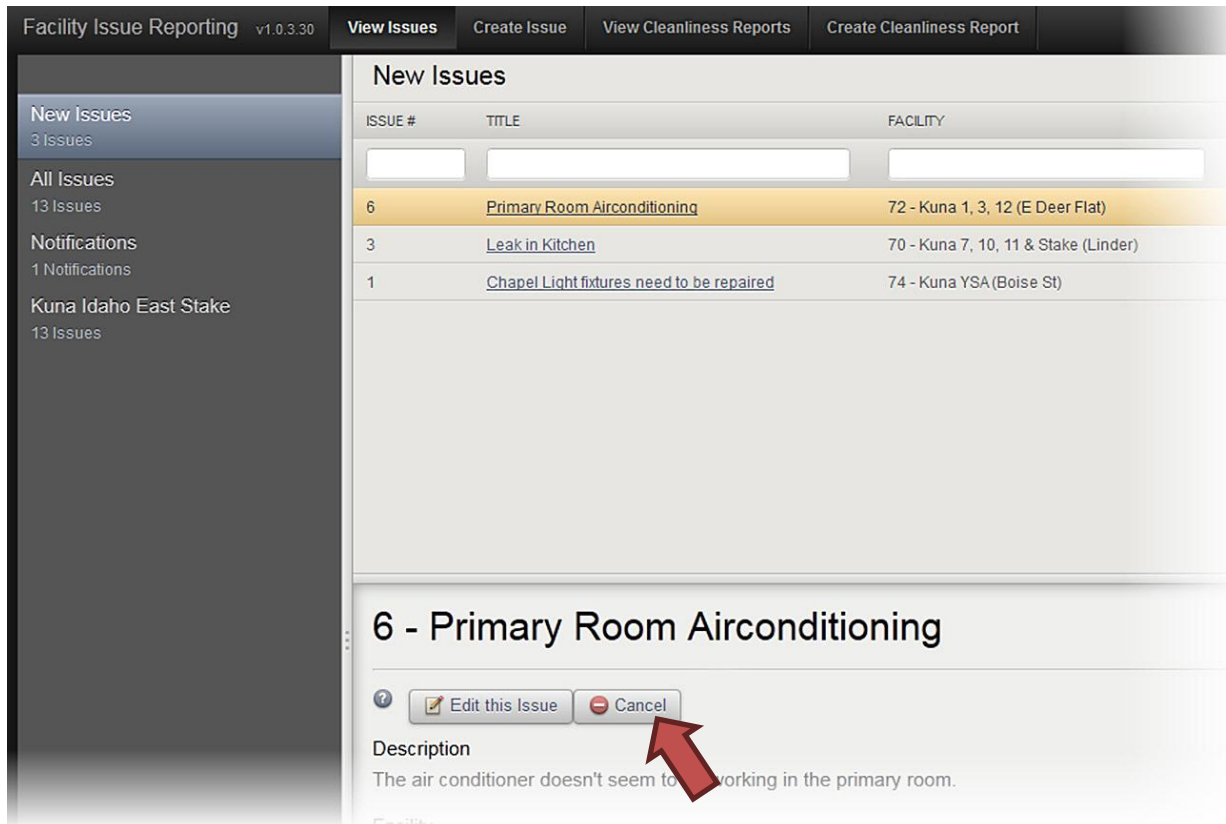 Facility Issue Reporting v1.0.3.30 View Issues Create Issue View Cleanliness Reports Create Cleanliness Report
New Issues
3 Issues
All Issues
13 Issues
Notifications
1 Notifications
Kuna Idaho East Stake
13 Issues
New Issues
ISSUE # TITLE FACILITY
6 Primary Room Airconditioning 72 - Kuna 1, 3, 12 (E Deer Flat)
3 Leak in Kitchen 70 - Kuna 7, 10, 11 & Stake (Linder)
1 Chapel Light fixtures need to be repaired 74 - Kuna YSA (Boise St)
6 - Primary Room Airconditioning
Edit this Issue Cancel
Description
The air conditioner doesn't seem to working in the primary room.
Facility